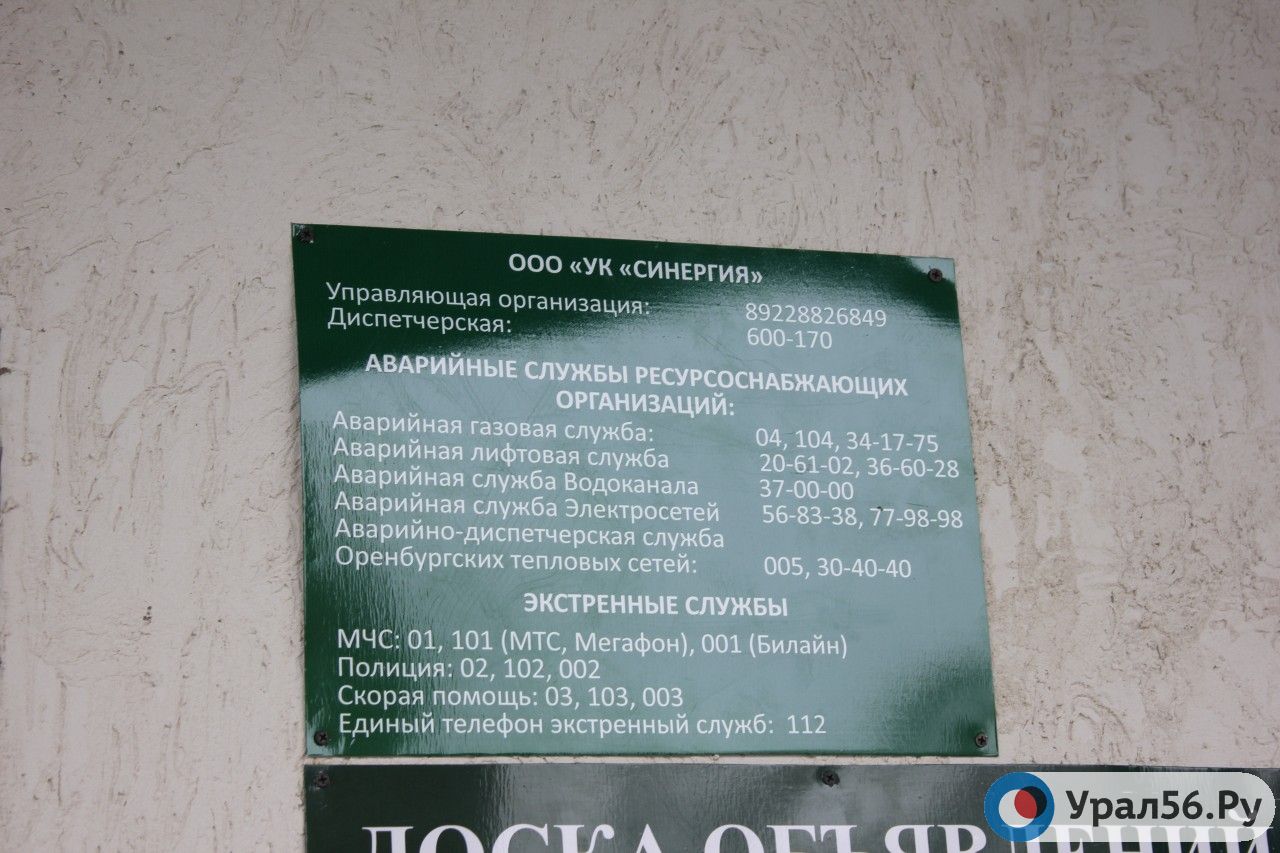 ООО «УК «СИНЕРГИЯ»
Управляющая организация: 89228826849
Диспетчерская: 600-170
АВАРИЙНЫЕ СЛУЖБЫ РЕСУРСОСНАБЖАЮЩИХ
ОРГАНИЗАЦИЙ:
Аварийная газовая служба: 04, 104, 34-17-75
Аварийная лифтовая служба 20-61-02, 36-60-28
Аварийная служба Водоканала 37-00-00
Аварийная служба Электросетей 56-83-38, 77-98-98
Аварийно-диспетчерская служба
Оренбургских тепловых сетей: 005, 30-40-40
ЭКСТРЕННЫЕ СЛУЖБЫ
МЧС: 01, 101 (МТС, Мегафон), 001 (Билайн)
Полиция: 02, 102, 002
Скорая помощь: 03, 103, 003
Единый телефон экстренный служб: 112
ДОСКА ОБЪЯВЛЕНИЙ
Урал56.Ру